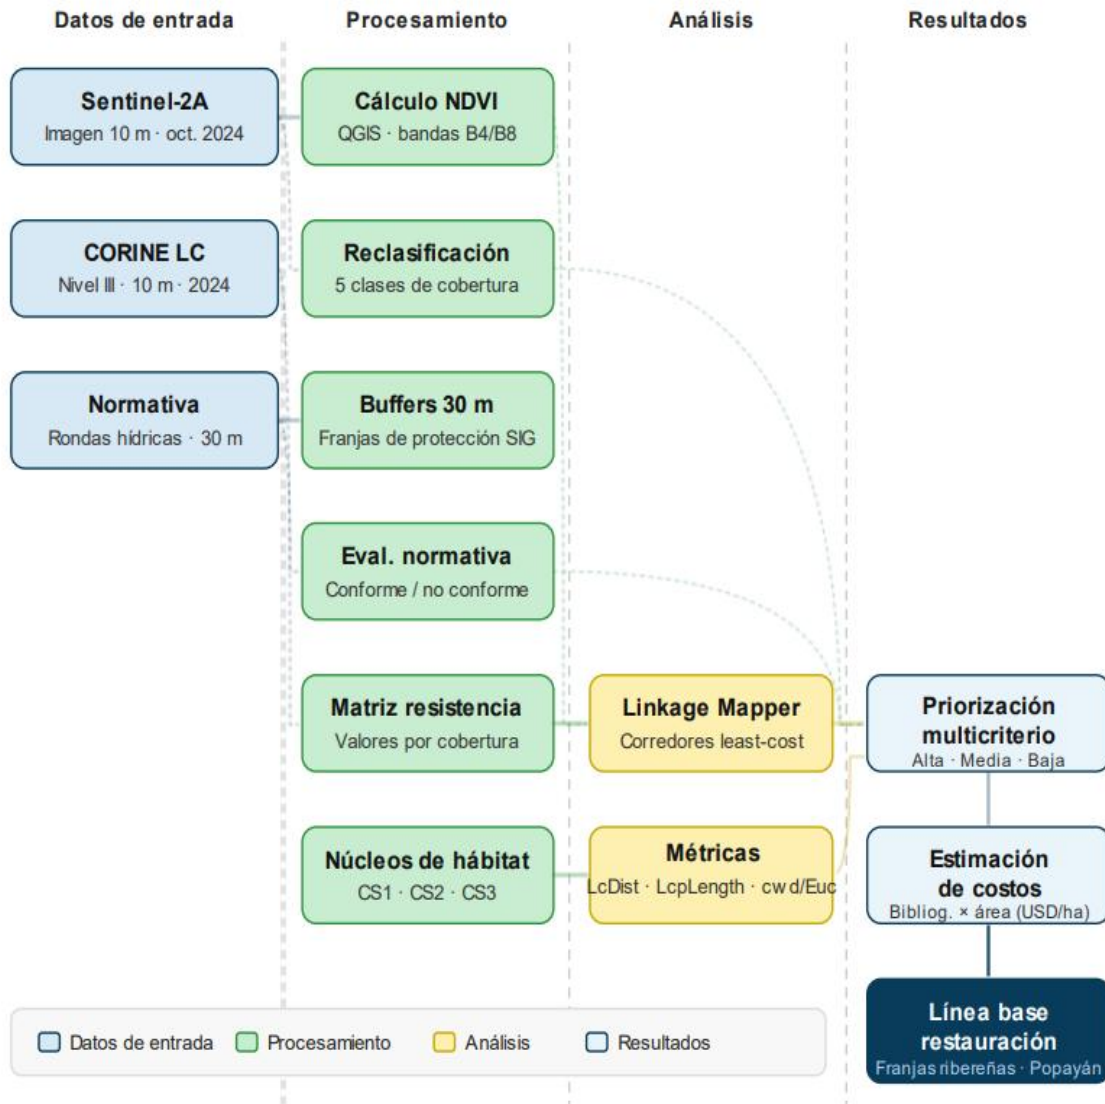 Datos de entrada
Procesamiento
Análisis
Resultados
Sentinel-2A
Imagen 10 m · oct. 2024
Cálculo NDVI
QGIS · bandas B4/B8
CORINE LC
Nivel III · 10 m · 2024
Reclasificación
5 clases de cobertura
Normativa
Rondas hídricas · 30 m
Buffers 30 m
Franjas de protección SIG
Eval. normativa
Conforme / no conforme
Matriz resistencia
Valores por cobertura
Linkage Mapper
Corredores least-cost
Priorización
multicriterio
Alta · Media · Baja
Núcleos de hábitat
CS1 · CS2 · CS3
Métricas
LcDist · LcpLength · cwd/Euc
Estimación
de costos
Bibliog. × área (USD/ha)
Línea base
restauración
Franjas ribereñas · Popayán
Datos de entrada
Procesamiento
Análisis
Resultados